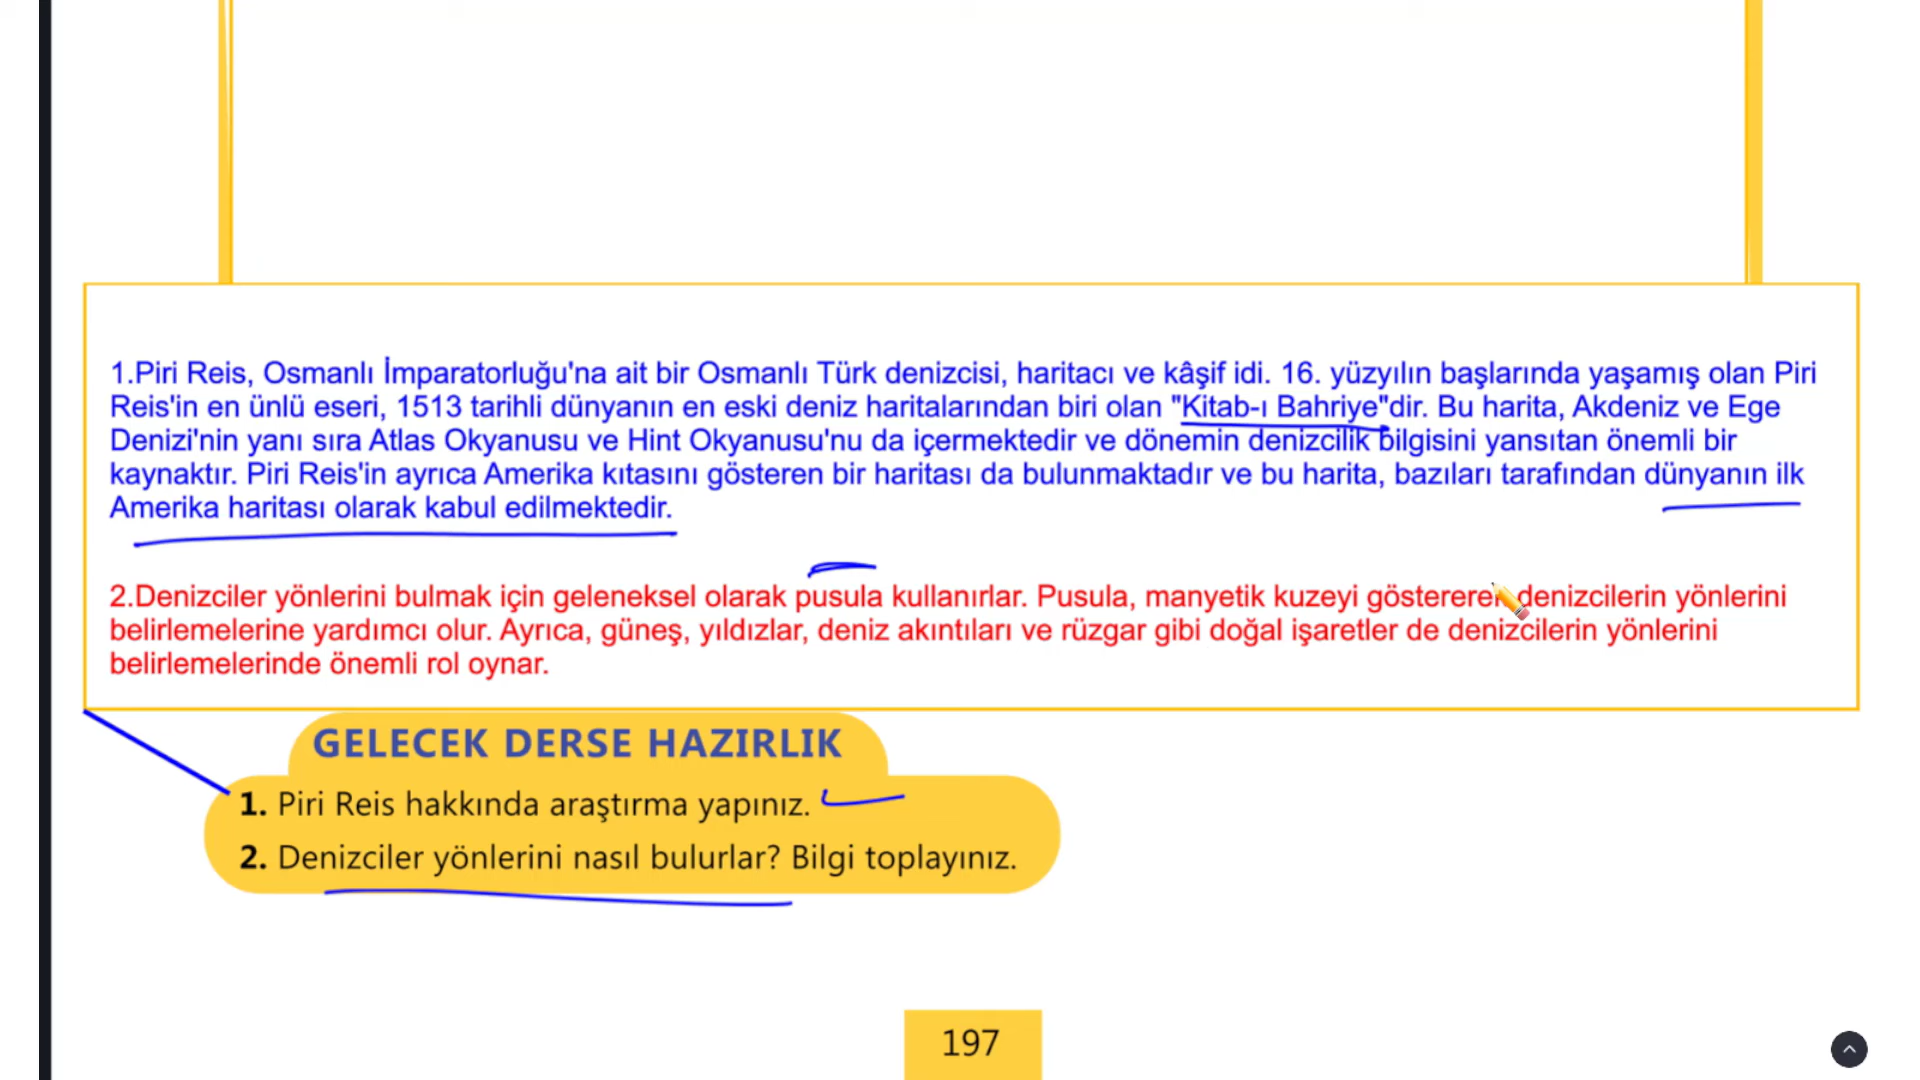 1.Piri Reis, Osmanlı İmparatorluğu'na ait bir Osmanlı Türk denizcisi, haritacı ve kâşif idi. 16. yüzyılın başlarında yaşamış olan Piri
Reis'in en ünlü eseri, 1513 tarihli dünyanın en eski deniz haritalarından biri olan "Kitab-ı Bahriye"dir. Bu harita, Akdeniz ve Ege
Denizi'nin yanı sıra Atlas Okyanusu ve Hint Okyanusu'nu da içermektedir ve dönemin denizcilik bilgisini yansıtan önemli bir
kaynaktır. Piri Reis'in ayrıca Amerika kıtasını gösteren bir haritası da bulunmaktadır ve bu harita, bazıları tarafından dünyanın ilk
Amerika haritası olarak kabul edilmektedir.
2.Denizciler yönlerini bulmak için geleneksel olarak pusula kullanırlar. Pusula, manyetik kuzeyi göstererek denizcilerin yönlerini
belirlemelerine yardımcı olur. Ayrıca, güneş, yıldızlar, deniz akıntıları ve rüzgar gibi doğal işaretler de denizcilerin yönlerini
belirlemelerinde önemli rol oynar.
GELECEK DERSE HAZIRLIK
1. Piri Reis hakkında araştırma yapınız.
2. Denizciler yönlerini nasıl bulurlar? Bilgi toplayınız.
197